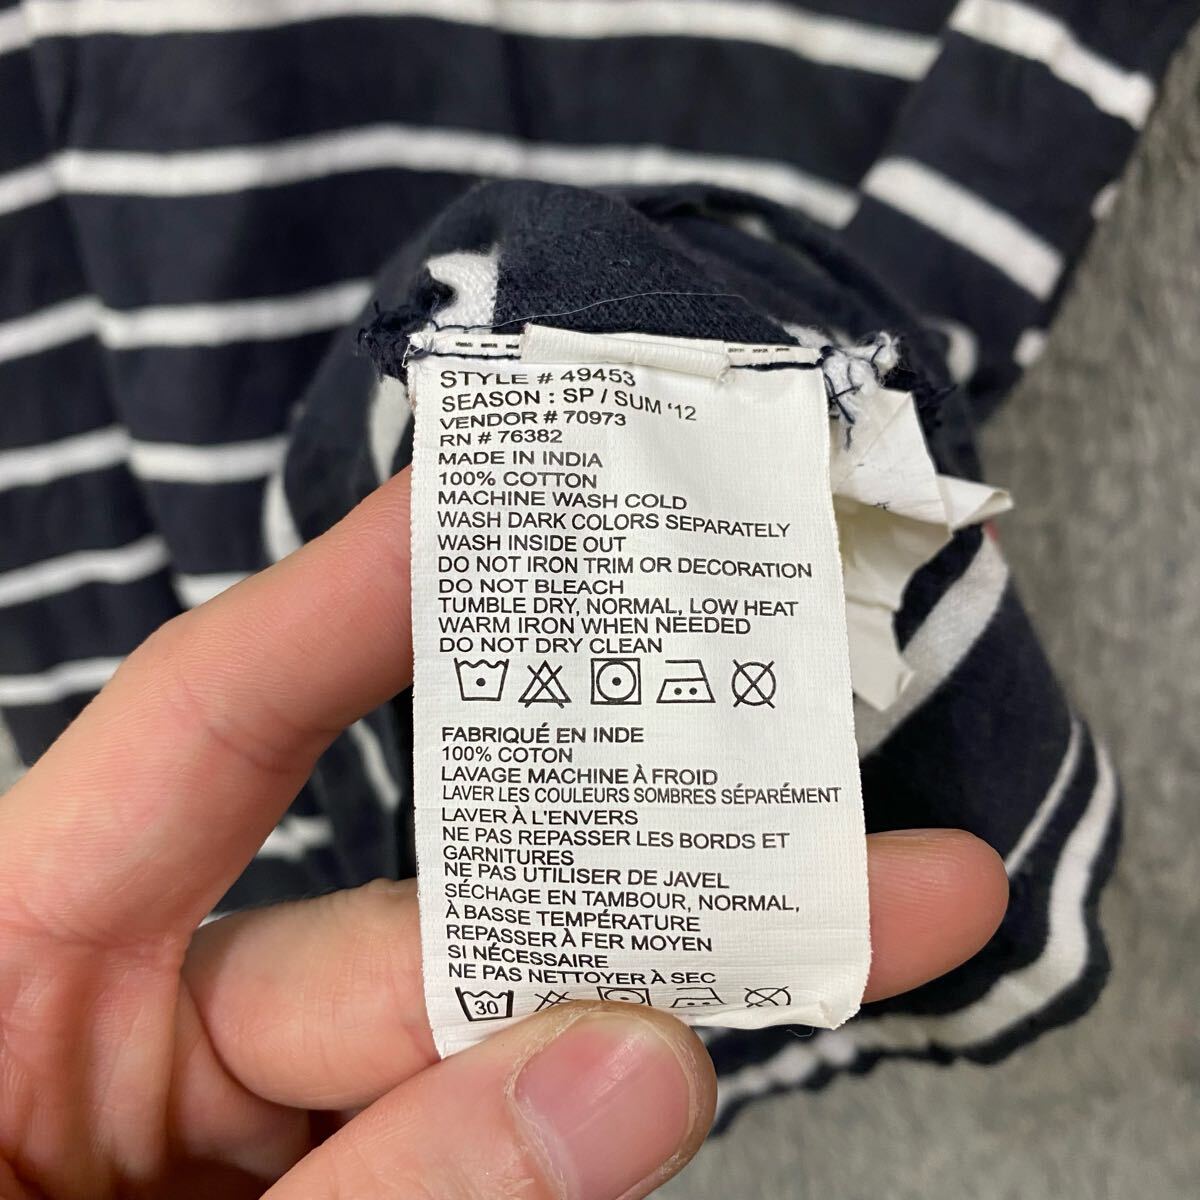 STYLE # 49453
SEASON : SP / SUM '12
VENDOR # 70973
RN # 76382
MADE IN INDIA
100% COTTON
MACHINE WASH COLD
WASH DARK COLORS SEPARATELY
WASH INSIDE OUT
DO NOT IRON TRIM OR DECORATION
DO NOT BLEACH
TUMBLE DRY, NORMAL, LOW HEAT
WARM IRON WHEN NEEDED
DO NOT DRY CLEAN
FABRIQUÉ EN INDE
100% COTON
LAVAGE MACHINE À FROID
LAVER LES COULEURS SOMBRES SÉPARÉMENT
LAVER À L'ENVERS
NE PAS REPASSER LES BORDS ET
GARNITURES
NE PAS UTILISER DE JAVEL
SÉCHAGE EN TAMBOUR, NORMAL,
À BASSE TEMPÉRATURE
REPASSER À FER MOYEN
SI NÉCESSAIRE
NE PAS NETTOYER À SEC
30